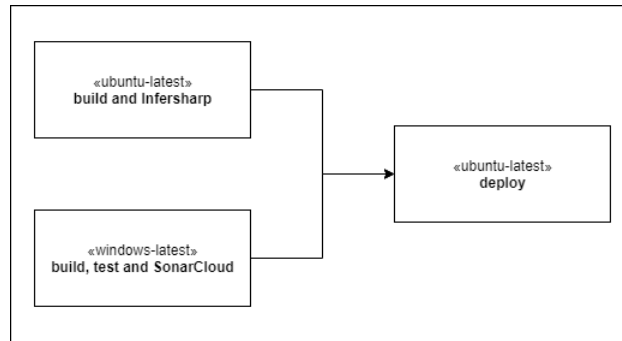 «ubuntu-latest»
build and Infersharp
«ubuntu-latest»
deploy
«windows-latest»
build, test and SonarCloud